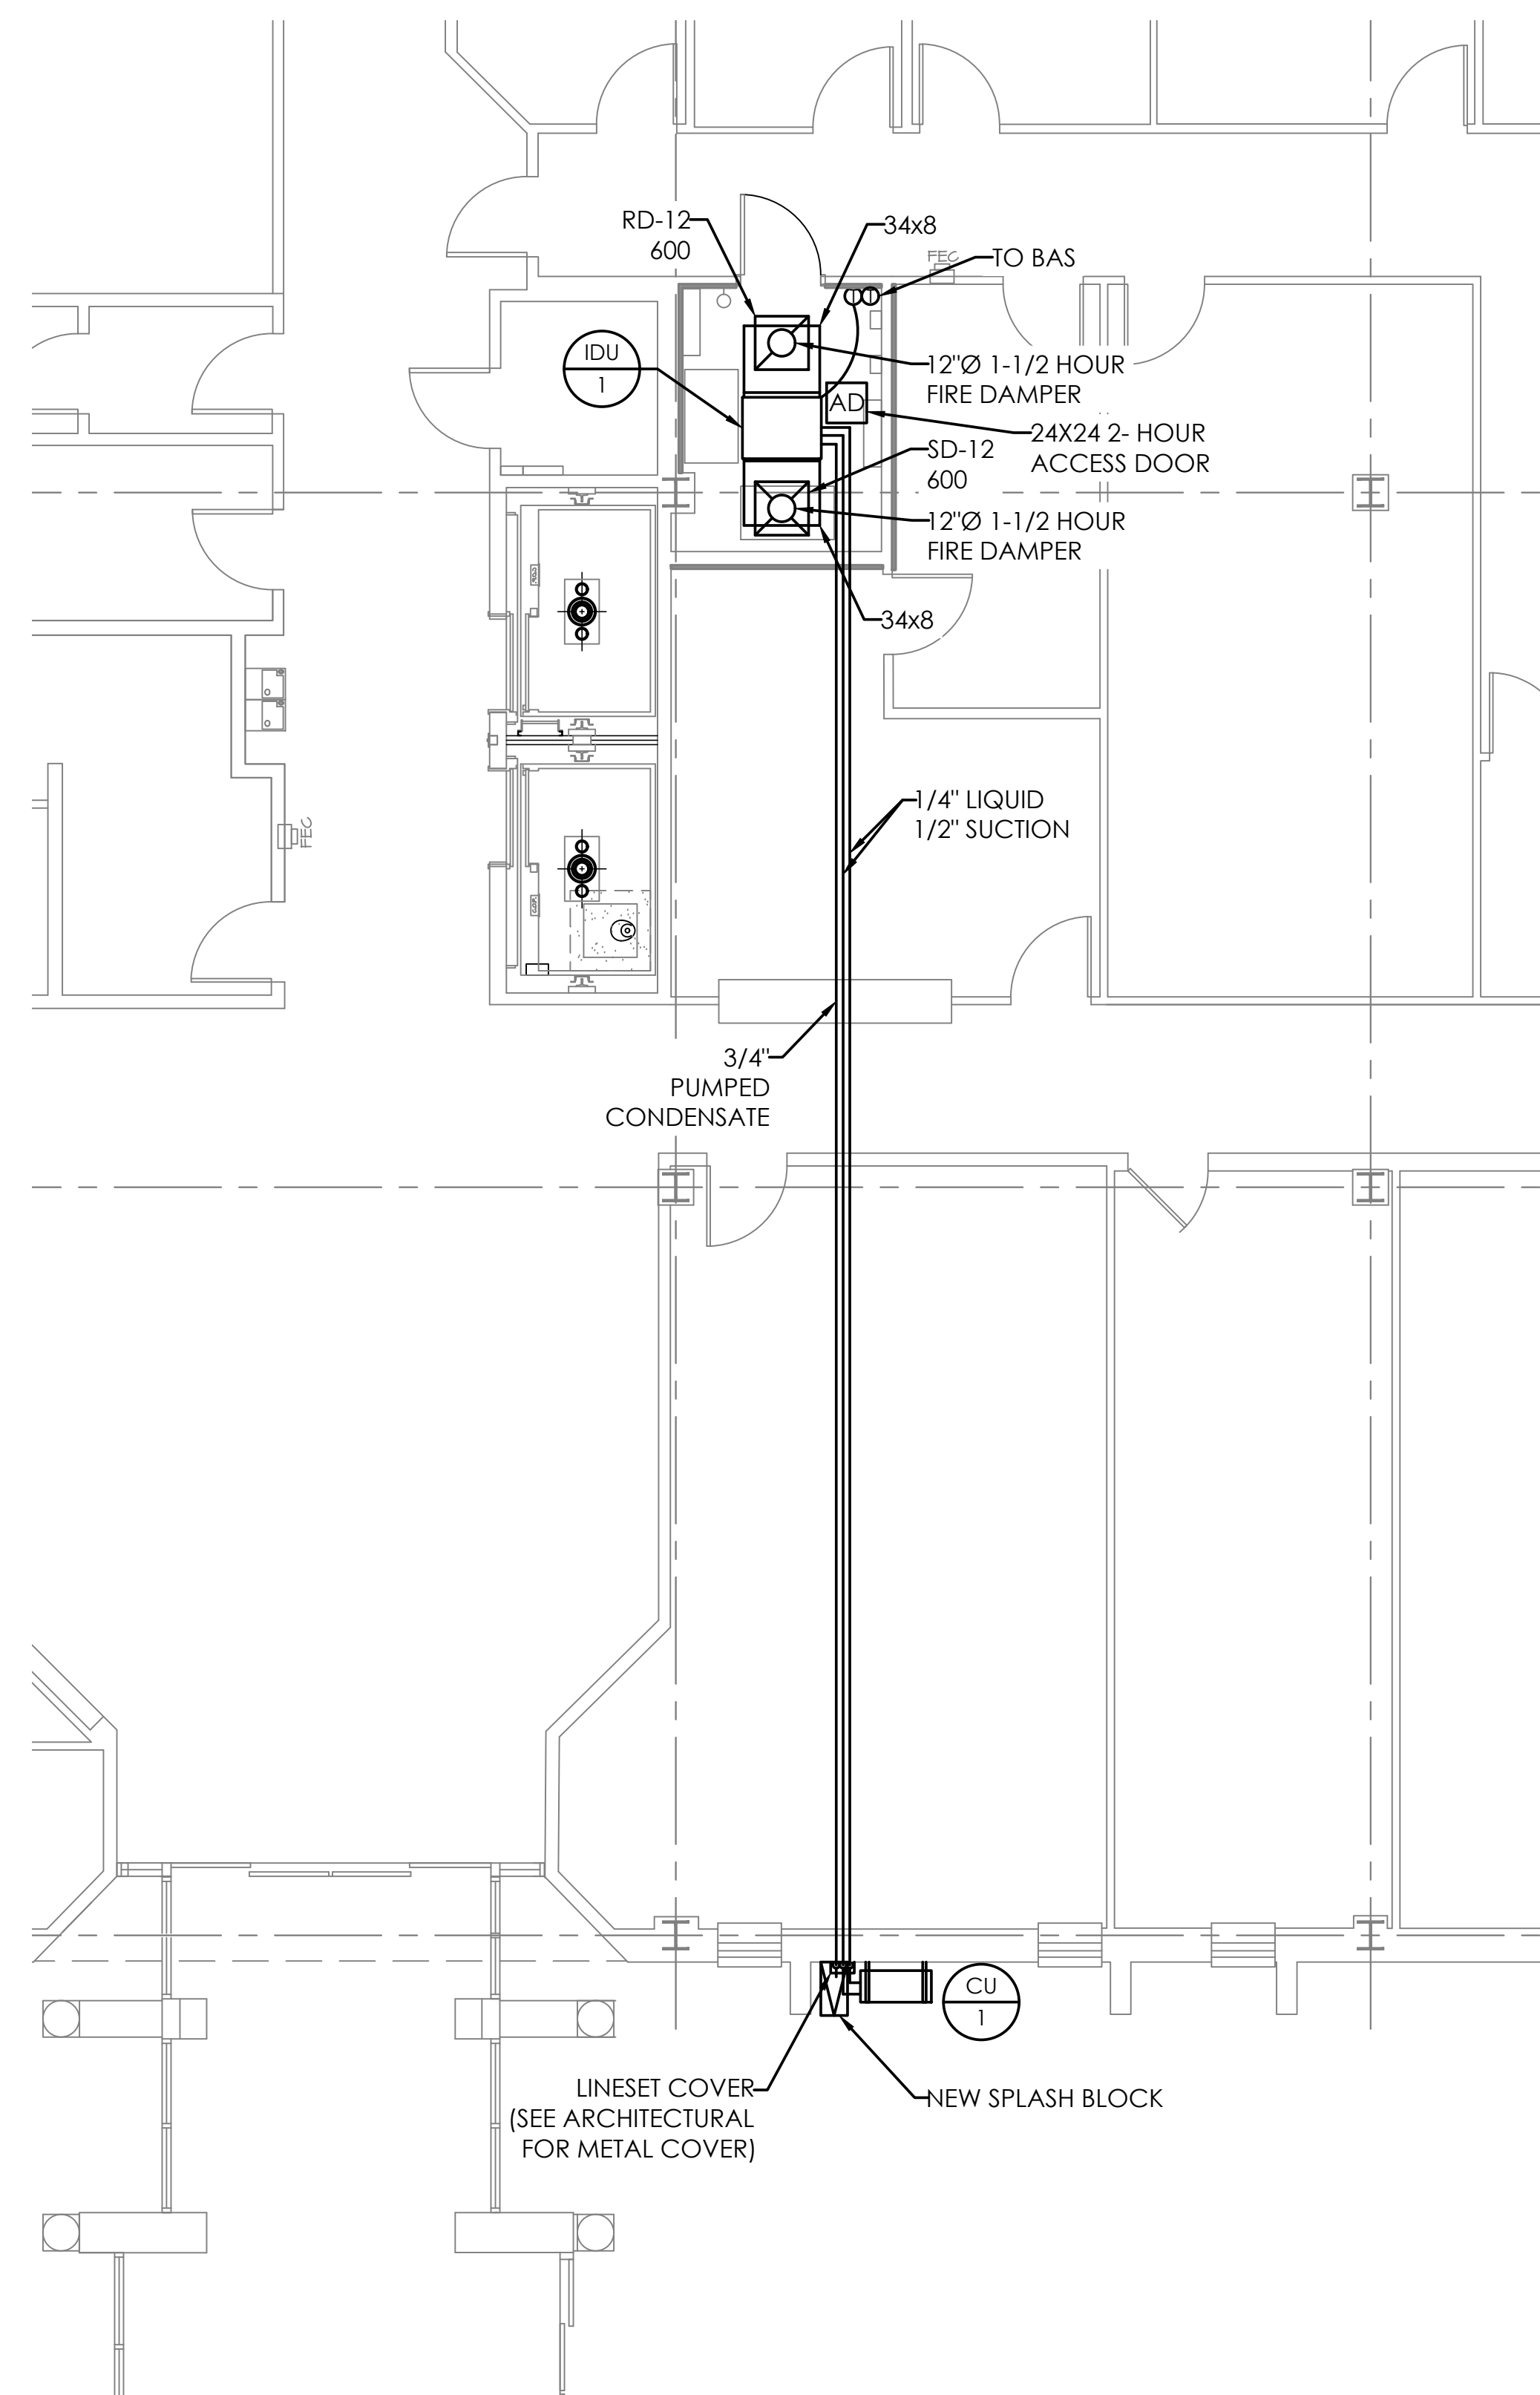 RD-12
600
34x8
FEC
TO BAS
IDU
1
12"Ø 1-1/2 HOUR
FIRE DAMPER
AD
24X24 2- HOUR
ACCESS DOOR
SD-12
600
12"Ø 1-1/2 HOUR
FIRE DAMPER
34x8
1/4" LIQUID
1/2" SUCTION
FEC
3/4"
PUMPED
CONDENSATE
CU
1
LINESET COVER
(SEE ARCHITECTURAL
FOR METAL COVER)
NEW SPLASH BLOCK